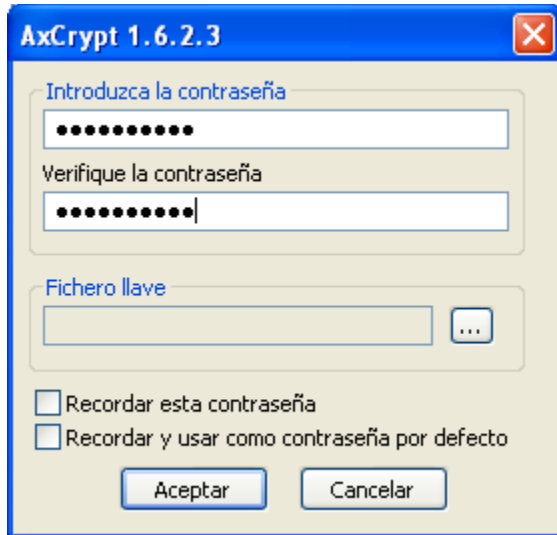 AxCrypt 1.6.2.3
Introduzca la contraseña
●●●●●●●●●●
Verifique la contraseña
●●●●●●●●●●
Fichero llave
...
Recordar esta contraseña
Recordar y usar como contraseña por defecto
Aceptar Cancelar